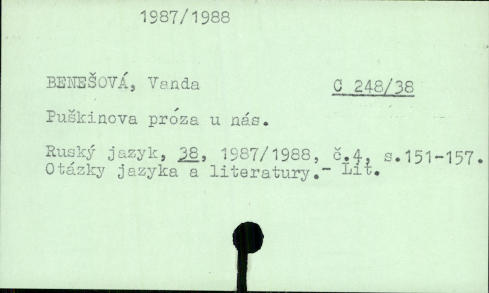 1987/1988
BENEŠOVÁ, Vanda C 248/38
Puškinova próza u nás.
Ruský jazyk, 38, 1987/1988, č.4, s.151-157.
Otázky jazyka a literatury.- Lit.